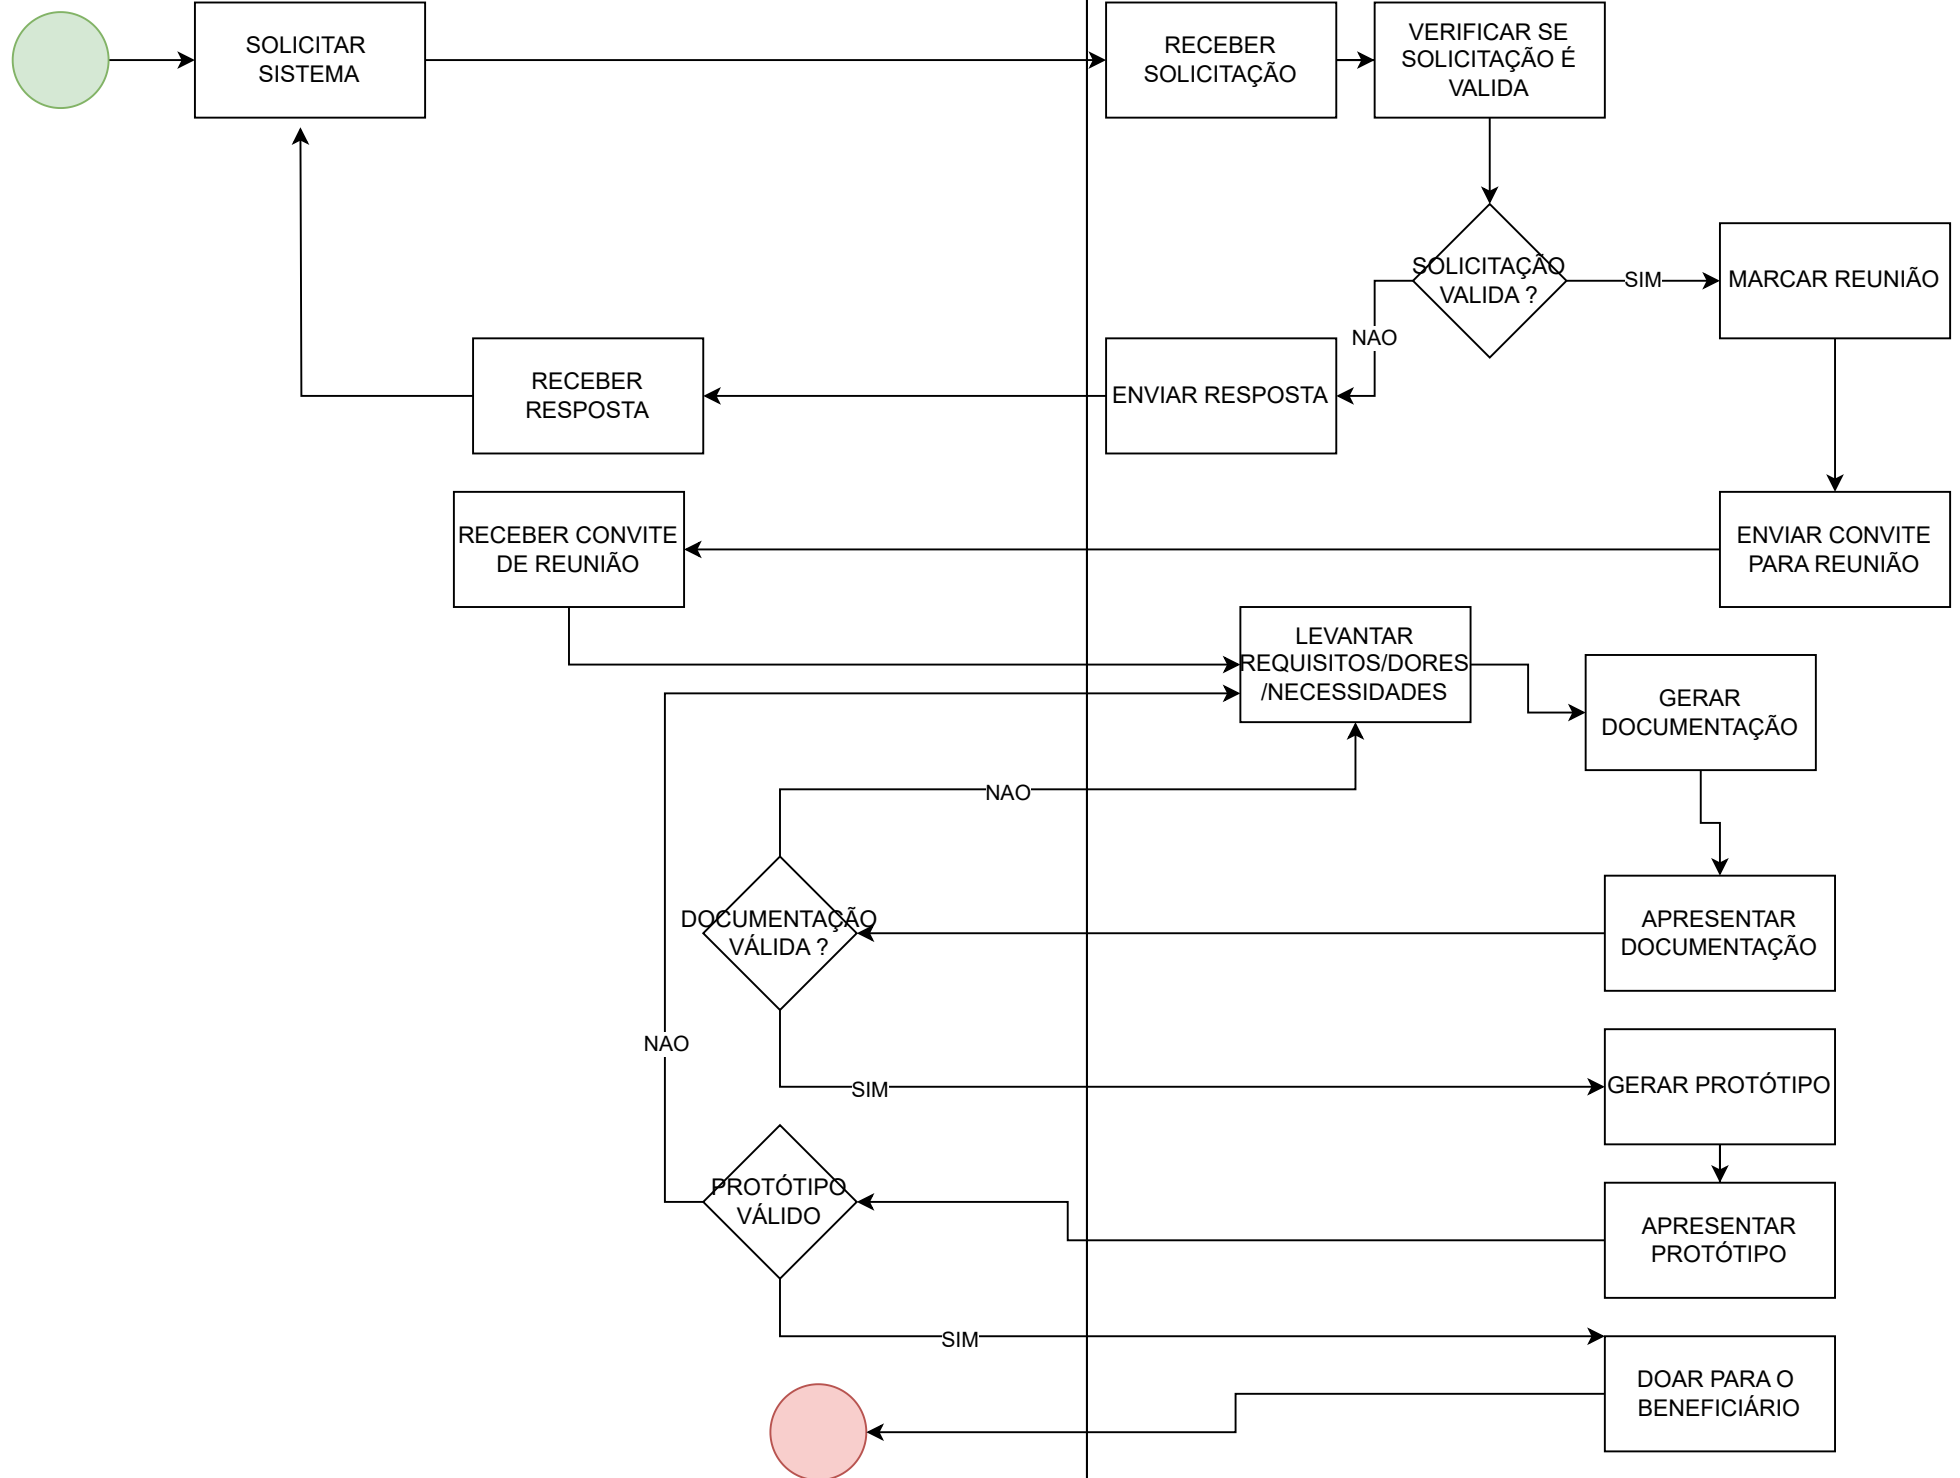 SOLICITAR
SISTEMA
RECEBER
SOLICITAÇÃO
VERIFICAR SE
SOLICITAÇÃO É
VALIDA
SOLICITAÇÃO
VALIDA ?
SIM
MARCAR REUNIÃO
NAO
RECEBER
RESPOSTA
ENVIAR RESPOSTA
RECEBER CONVITE
DE REUNIÃO
ENVIAR CONVITE
PARA REUNIÃO
LEVANTAR
REQUISITOS/DORES
/NECESSIDADES
GERAR
DOCUMENTAÇÃO
NAO
DOCUMENTAÇÃO
VÁLIDA ?
APRESENTAR
DOCUMENTAÇÃO
NAO
SIM
GERAR PROTÓTIPO
PROTÓTIPO
VÁLIDO
APRESENTAR
PROTÓTIPO
SIM
DOAR PARA O
BENEFICIÁRIO